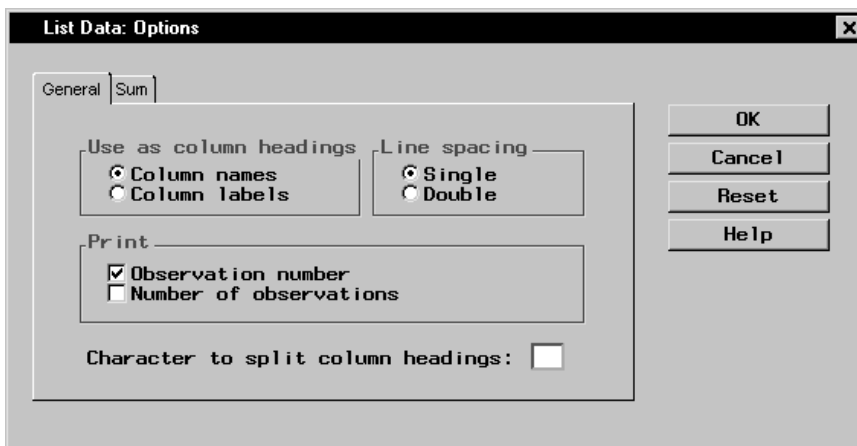 List Data: Options
General Sum
Use as column headings Line spacing
Column names Single
Column labels Double
Print
Observation number
Number of observations
Character to split column headings:
OK
Cancel
Reset
Help